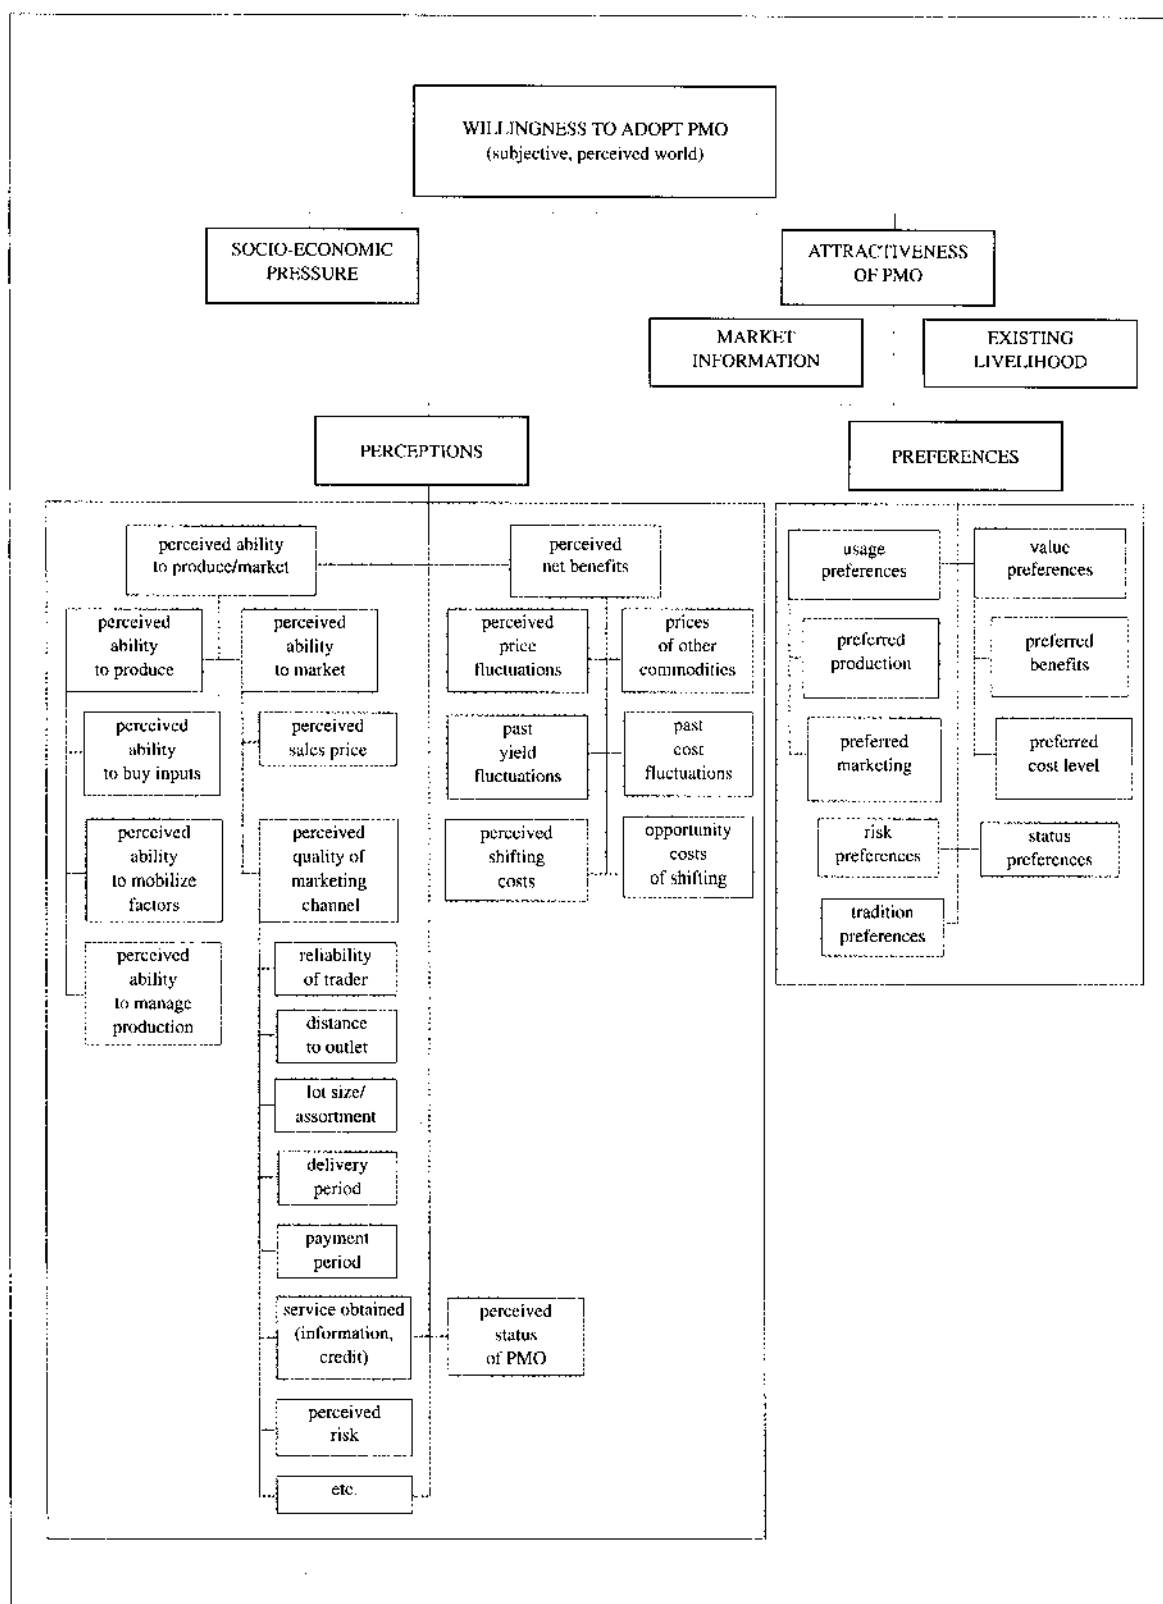 WILLINGNESS TO ADOPT PMO
(subjective, perceived world)
SOCIO-ECONOMIC
PRESSURE
ATTRACTIVENESS
OF PMO
MARKET
INFORMATION
EXISTING
LIVELIHOOD
PERCEPTIONS
PREFERENCES
perceived ability
to produce/market
perceived
net benefits
perceived
ability
to produce
perceived
ability
to market
perceived
price
fluctuations
prices
of other
commodities
perceived
ability
to buy inputs
perceived
sales price
past
yield
fluctuations
past
cost
fluctuations
perceived
ability
to mobilize
factors
perceived
quality of
marketing
channel
perceived
shifting
costs
opportunity
costs
of shifting
perceived
ability
to manage
production
reliability
of trader
distance
to outlet
lot size/
assortment
delivery
period
payment
period
service obtained
(information,
credit)
perceived
status
of PMO
perceived
risk
etc.
usage
preferences
value
preferences
preferred
production
preferred
benefits
preferred
marketing
preferred
cost level
risk
preferences
status
preferences
tradition
preferences